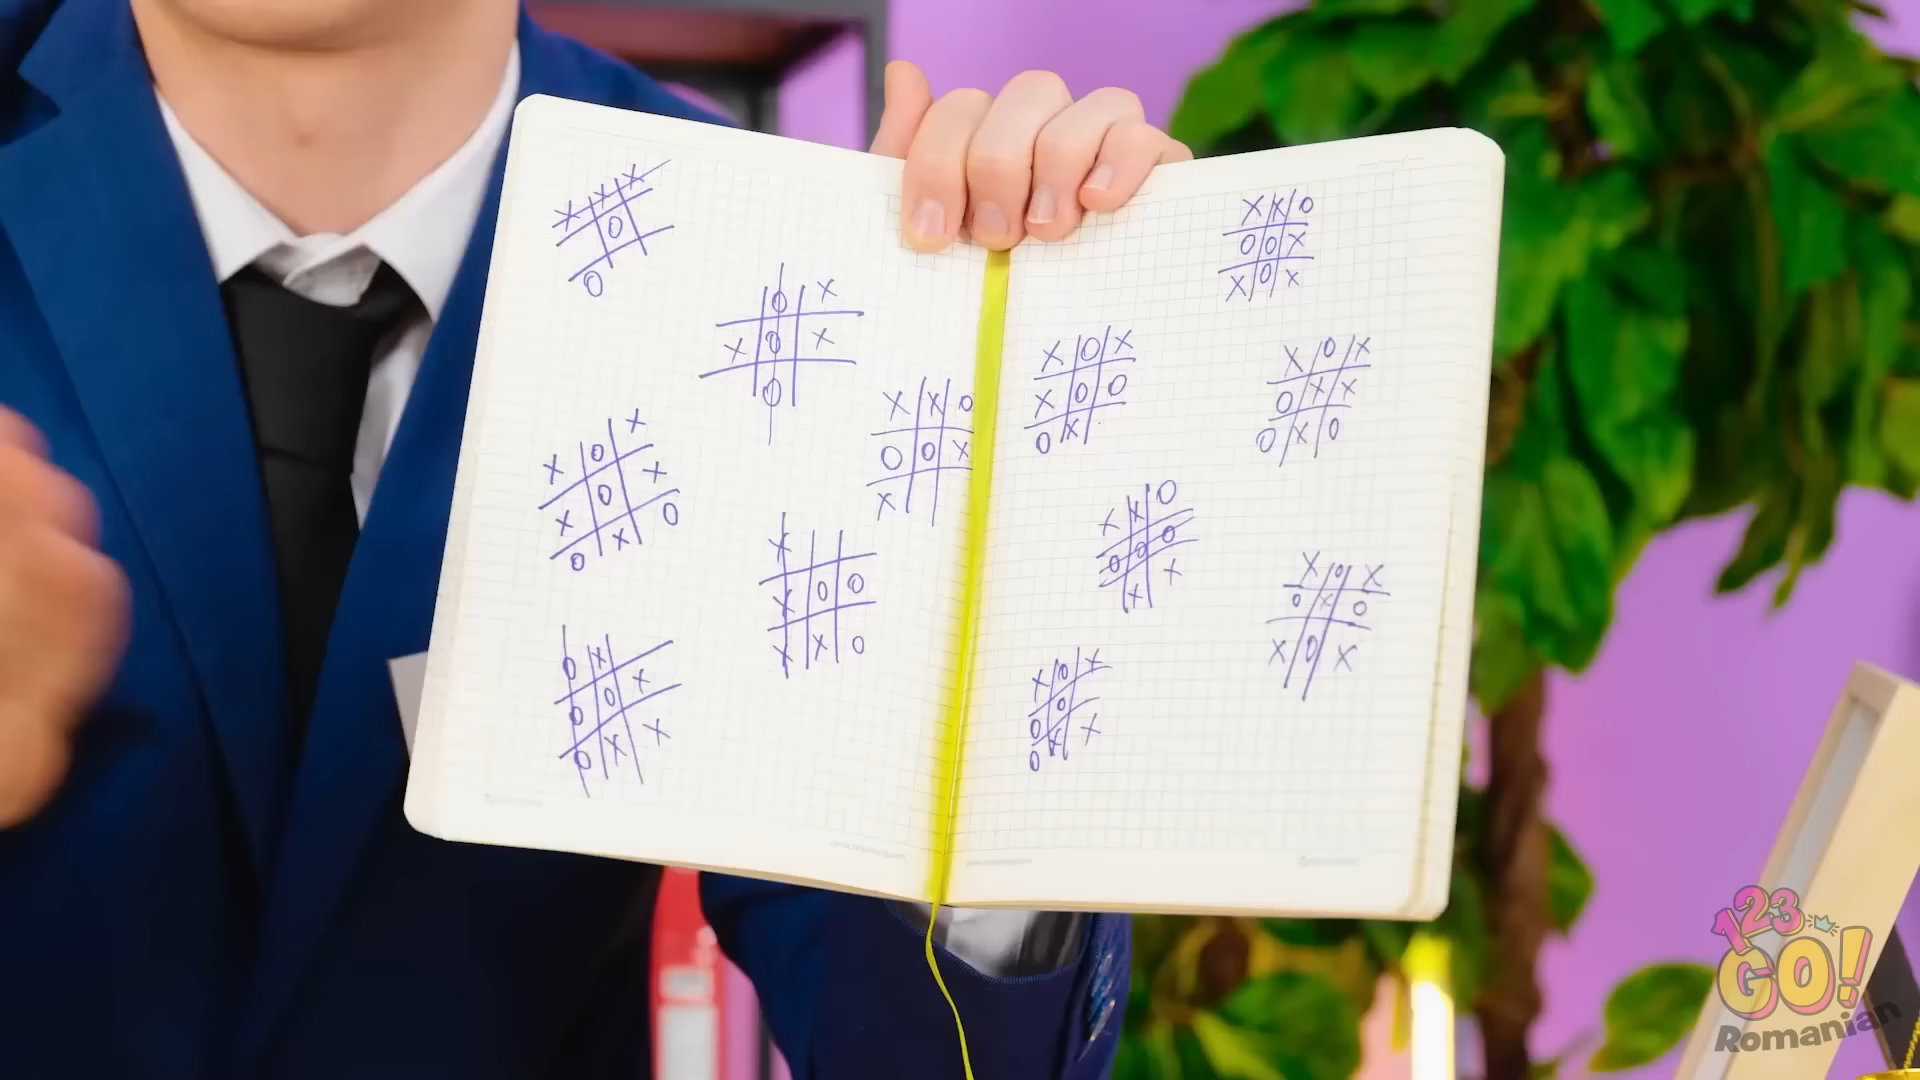 X X X
O
O
O X
X O X
O
X O X
X O X
O X O
X X O
O O X
X
X
X O O
X X O
O X
O O X
O X X
X X O
O O X
X O X
X O X
X O O
O X
X O X
O X X
O X O
X X O
O O O
X X
X O X
O X O
X O X
X O X
O O
O X X
123
GO!
Romanian